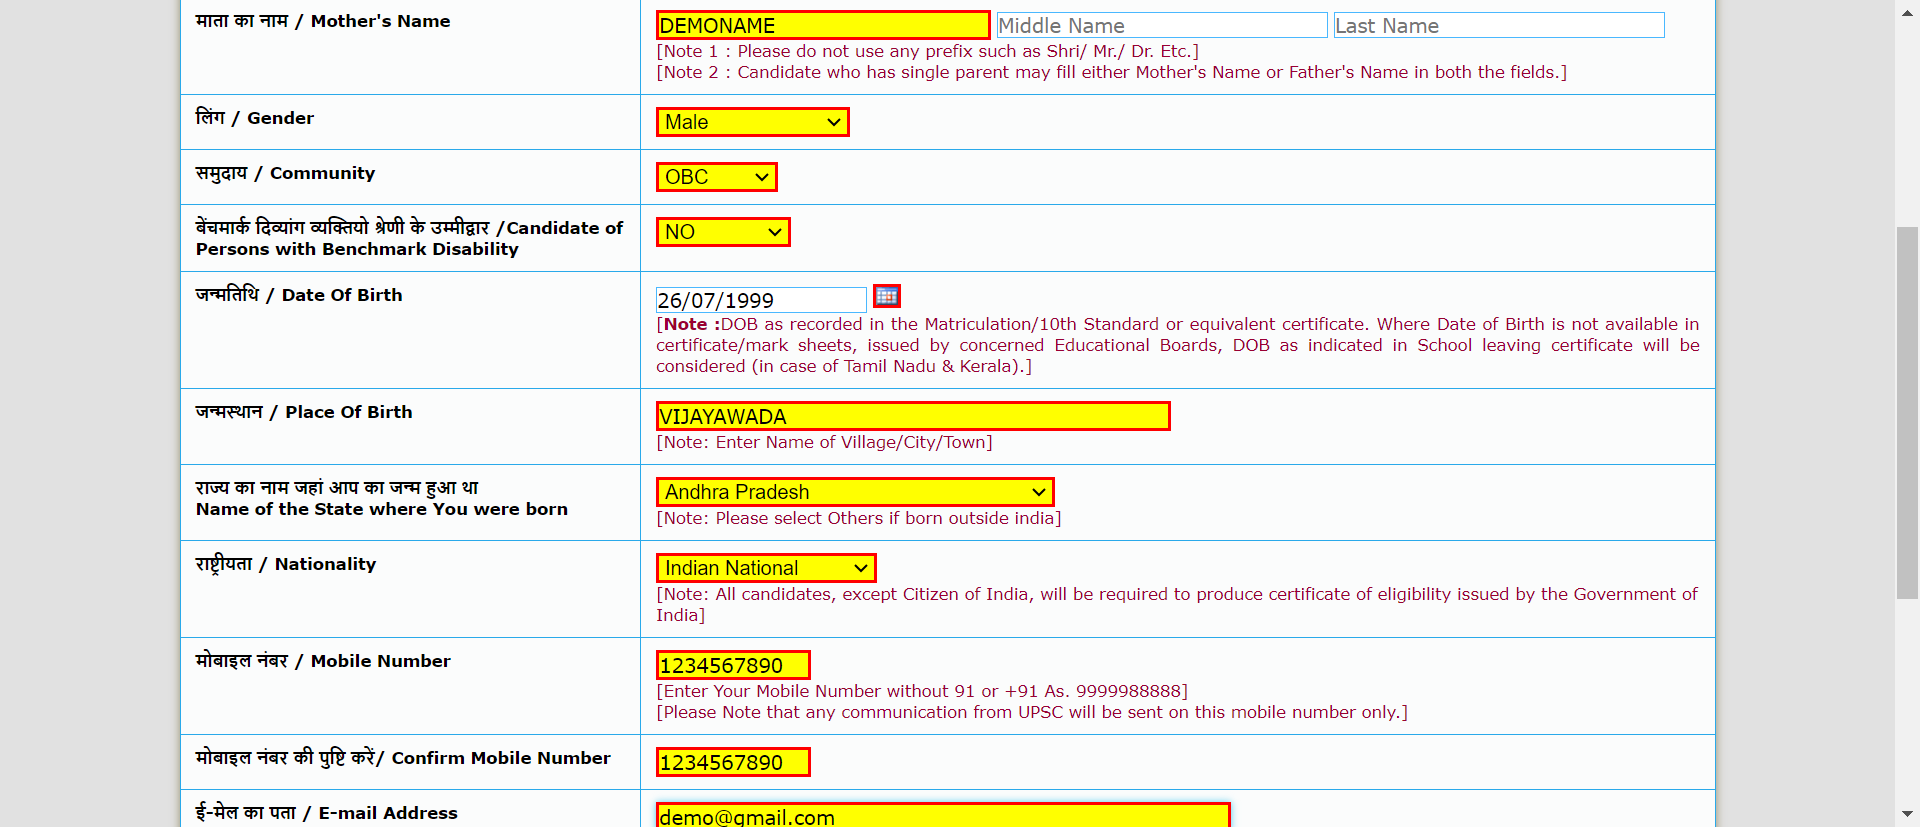 माता का नाम / Mother's Name
DEMONAME Middle Name Last Name
[Note 1 : Please do not use any prefix such as Shri/ Mr./ Dr. Etc.]
[Note 2 : Candidate who has single parent may fill either Mother's Name or Father's Name in both the fields.]
लिंग / Gender
Male
समुदाय / Community
OBC
बेंचमार्क दिव्यांग व्यक्तियो श्रेणी के उम्मीद्वार /Candidate of
Persons with Benchmark Disability
NO
जन्मतिथि / Date Of Birth
26/07/1999
[Note :DOB as recorded in the Matriculation/10th Standard or equivalent certificate. Where Date of Birth is not available in
certificate/mark sheets, issued by concerned Educational Boards, DOB as indicated in School leaving certificate will be
considered (in case of Tamil Nadu & Kerala).]
जन्मस्थान / Place Of Birth
VIJAYAWADA
[Note: Enter Name of Village/City/Town]
राज्य का नाम जहां आप का जन्म हुआ था
Name of the State where You were born
Andhra Pradesh
[Note: Please select Others if born outside india]
राष्ट्रीयता / Nationality
Indian National
[Note: All candidates, except Citizen of India, will be required to produce certificate of eligibility issued by the Government of
India]
मोबाइल नंबर / Mobile Number
1234567890
[Enter Your Mobile Number without 91 or +91 As. 9999988888]
[Please Note that any communication from UPSC will be sent on this mobile number only.]
मोबाइल नंबर की पुष्टि करें/ Confirm Mobile Number
1234567890
ई-मेल का पता / E-mail Address
demo@gmail.com